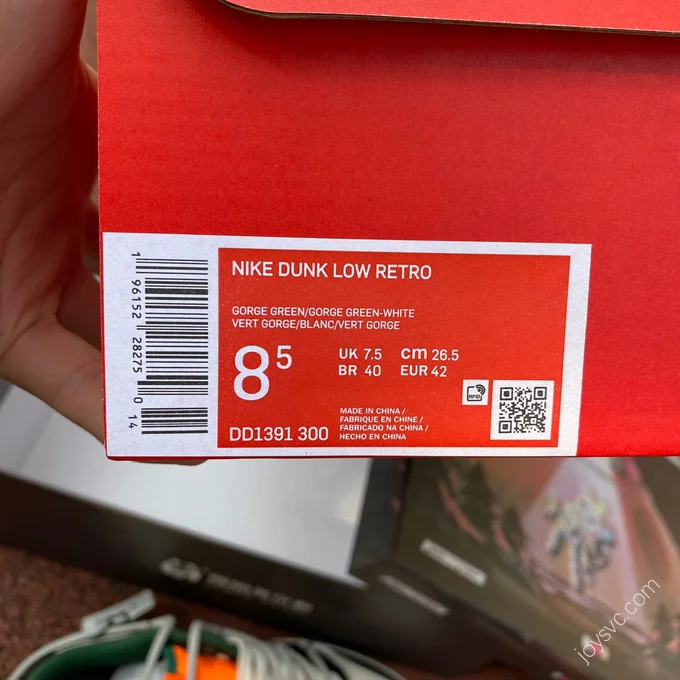 NIKE DUNK LOW RETRO
GORGE GREEN/GORGE GREEN-WHITE
VERT GORGE/BLANC/VERT GORGE
8 5
UK 7.5 cm 26.5
BR 40 EUR 42
DD1391 300
MADE IN CHINA /
FABRIQUE EN CHINE /
FABRICADO NA CHINA /
HECHO EN CHINA
RFID
1 96152 28275 0 14
joysvc.com